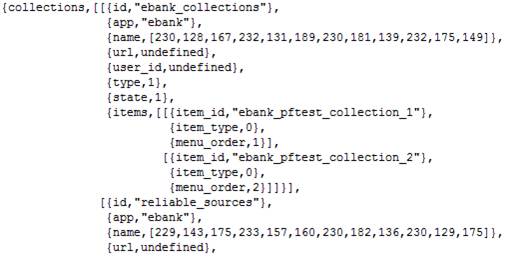 {collections,[[{id,"ebank_collections"},
{app,"ebank"},
{name,[230,128,167,232,131,189,230,181,139,232,175,149]},
{url,undefined},
{user_id,undefined},
{type,1},
{state,1},
{items,[[{item_id,"ebank_pftest_collection_1"},
{item_type,0},
{menu_order,1}],
[{item_id,"ebank_pftest_collection_2"},
{item_type,0},
{menu_order,2}]]}],
[{id,"reliable_sources"},
{app,"ebank"},
{name,[229,143,175,233,157,160,230,182,136,230,129,175]},
{url,undefined},